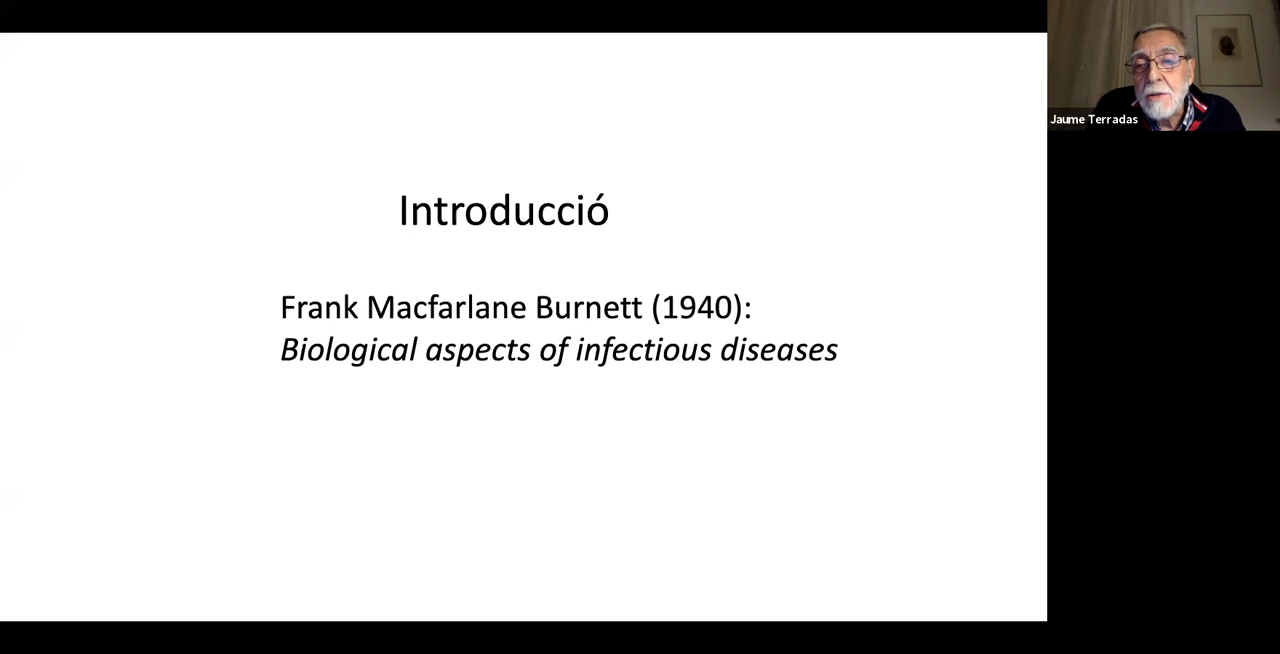 Introducció
Frank Macfarlane Burnett (1940):
Biological aspects of infectious diseases
Jaume Terradas